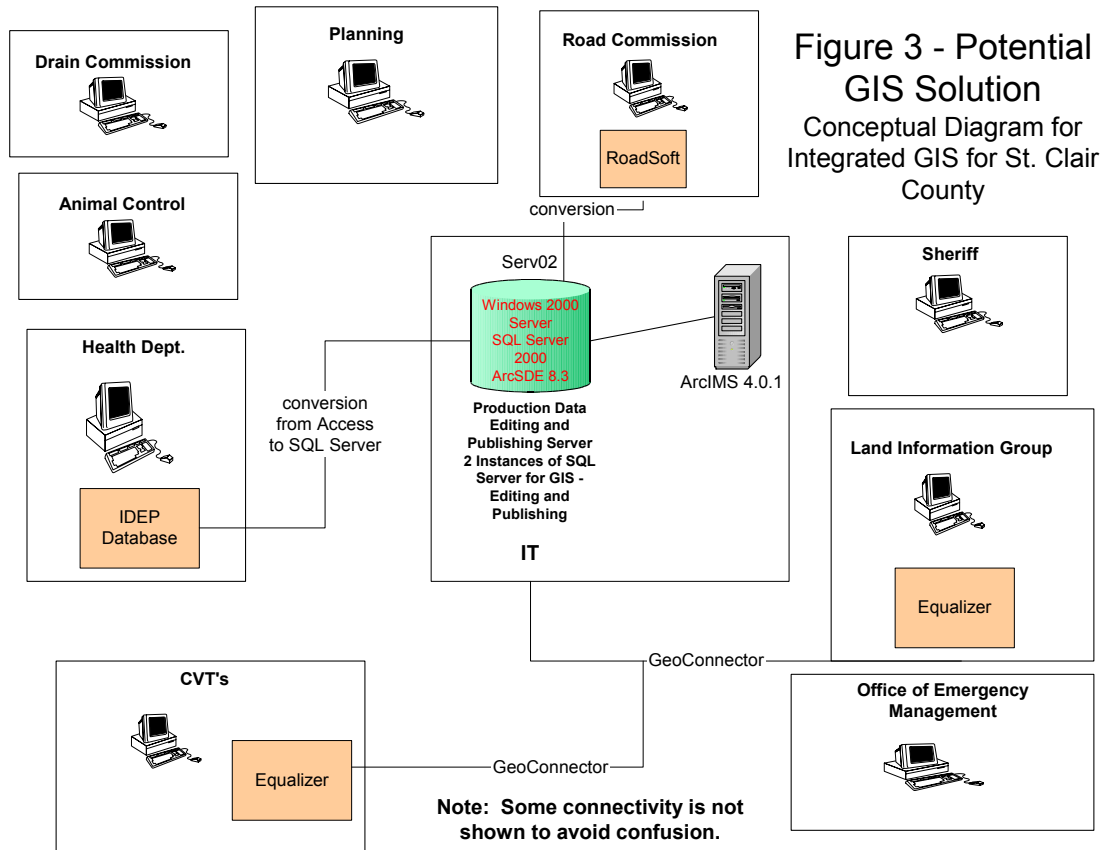 Figure 3 - Potential
GIS Solution
Conceptual Diagram for
Integrated GIS for St. Clair
County
Drain Commission
Planning
Road Commission
RoadSoft
conversion
Animal Control
Serv02
Windows 2000
Server
SQL Server
2000
ArcSDE 8.3
ArcIMS 4.0.1
Production Data
Editing and
Publishing Server
2 Instances of SQL
Server for GIS -
Editing and
Publishing
IT
Sheriff
Health Dept.
IDEP
Database
conversion
from Access
to SQL Server
Land Information Group
Equalizer
GeoConnector
CVT's
Equalizer
GeoConnector
Office of Emergency
Management
Note: Some connectivity is not
shown to avoid confusion.